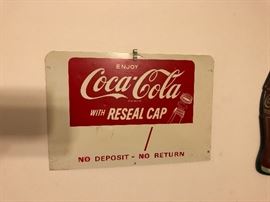 ENJOY
Coca-Cola
WITH RESEAL CAP
NO DEPOSIT - NO RETURN